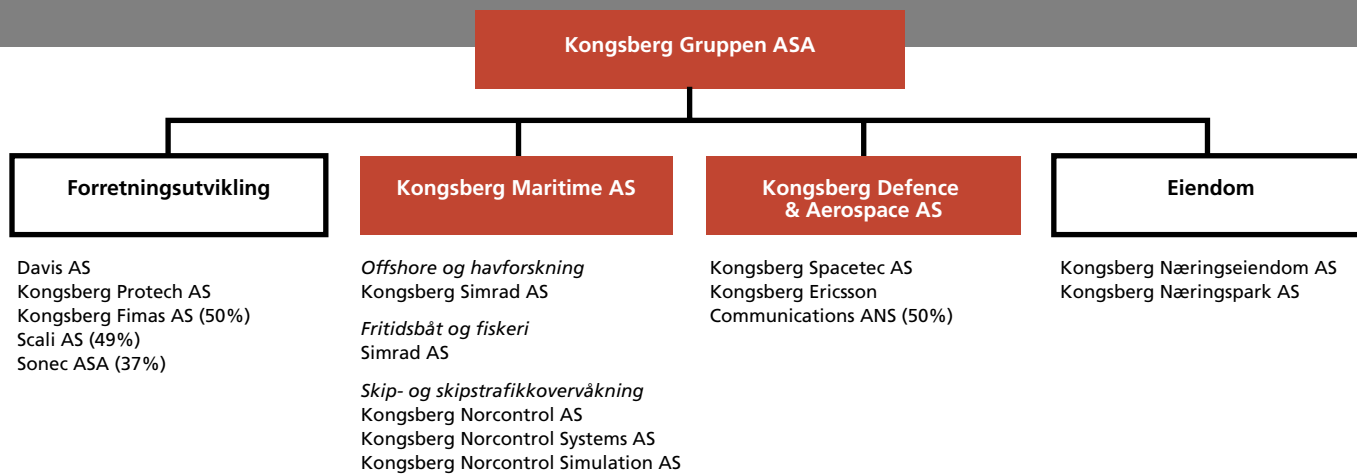 Kongsberg Gruppen ASA
Forretningsutvikling
Davis AS
Kongsberg Protech AS
Kongsberg Fimas AS (50%)
Scali AS (49%)
Sonec ASA (37%)
Kongsberg Maritime AS
Offshore og havforskning
Kongsberg Simrad AS
Fritidsbåt og fiskeri
Simrad AS
Skip- og skipstrafikkovervåkning
Kongsberg Norcontrol AS
Kongsberg Norcontrol Systems AS
Kongsberg Norcontrol Simulation AS
Kongsberg Defence
& Aerospace AS
Kongsberg Spacetec AS
Kongsberg Ericsson
Communications ANS (50%)
Eiendom
Kongsberg Næringseiendom AS
Kongsberg Næringspark AS